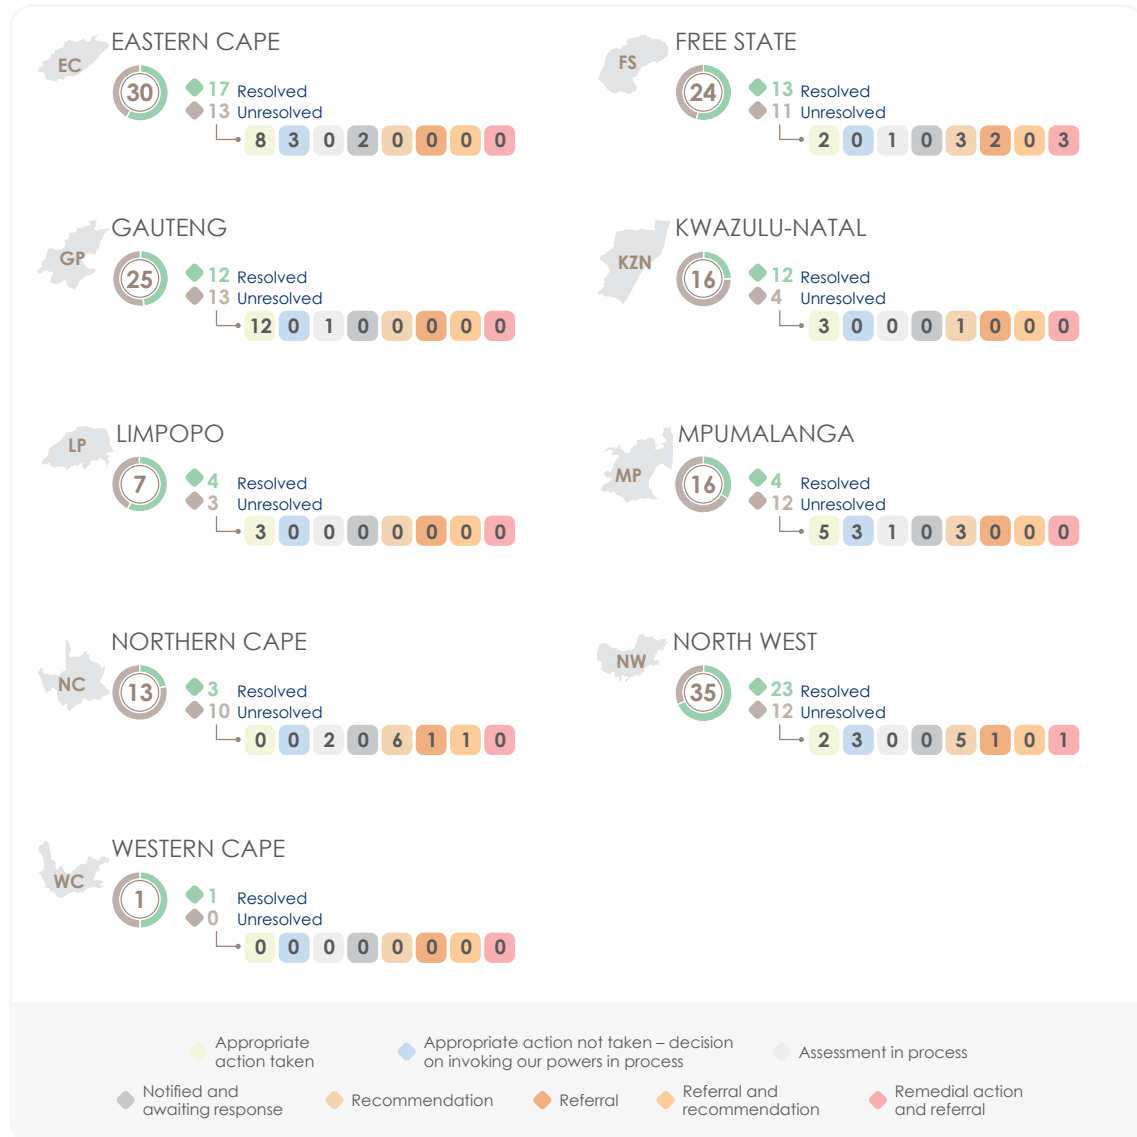 EASTERN CAPE
EC
30
17 Resolved
13 Unresolved
8 3 0 2 0 0 0 0
FREE STATE
FS
24
13 Resolved
11 Unresolved
2 0 1 0 3 2 0 3
GAUTENG
GP
25
12 Resolved
13 Unresolved
12 0 1 0 0 0 0 0
KWAZULU-NATAL
KZN
16
12 Resolved
4 Unresolved
3 0 0 0 1 0 0 0
LIMPOPO
LP
7
4 Resolved
3 Unresolved
3 0 0 0 0 0 0 0
MPUMALANGA
MP
16
4 Resolved
12 Unresolved
5 3 1 0 3 0 0 0
NORTHERN CAPE
NC
13
3 Resolved
10 Unresolved
0 0 2 0 6 1 1 0
NORTH WEST
NW
35
23 Resolved
12 Unresolved
2 3 0 0 5 1 0 1
WESTERN CAPE
WC
1
1 Resolved
0 Unresolved
0 0 0 0 0 0 0 0
Appropriate
action taken
Appropriate action not taken – decision
on invoking our powers in process
Assessment in process
Notified and
awaiting response
Recommendation
Referral
Referral and
recommendation
Remedial action
and referral